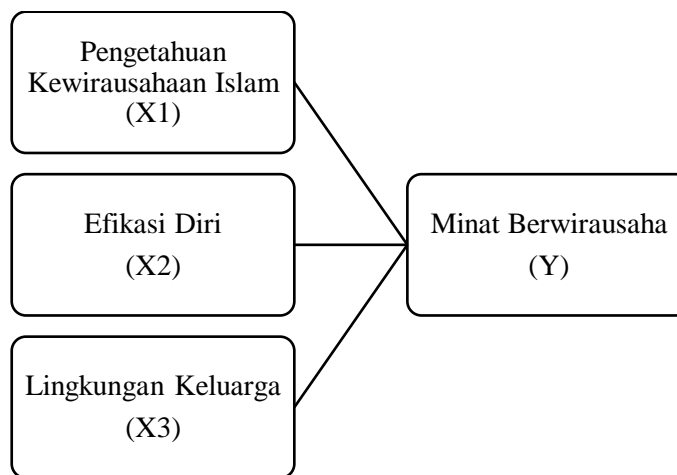 Pengetahuan
Kewirausahaan Islam
(X1)
Efikasi Diri
(X2)
Minat Berwirausaha
(Y)
Lingkungan Keluarga
(X3)